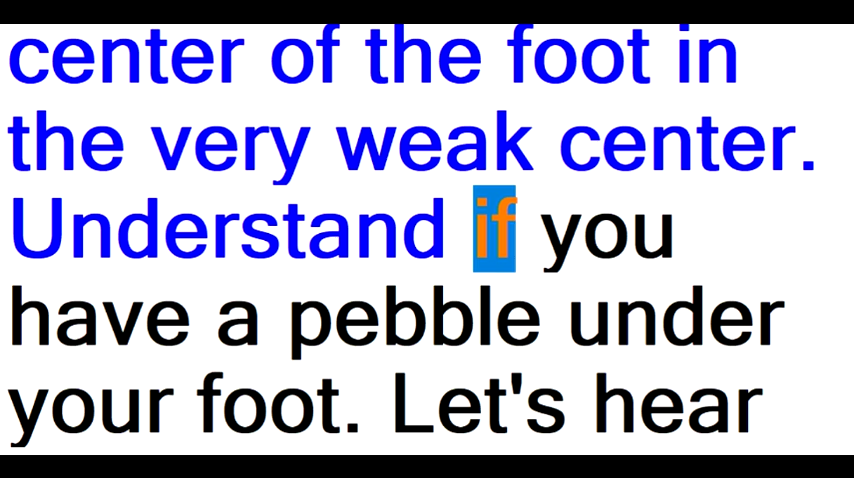 center of the foot in
the very weak center.
Understand if you
have a pebble under
your foot. Let's hear